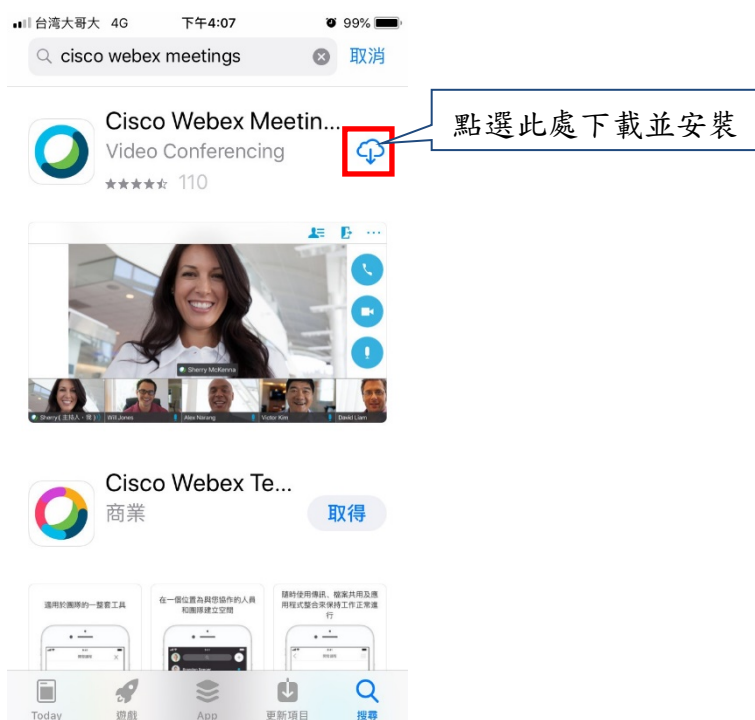 台湾大哥大 4G 下午4:07 99%
cisco webex meetings 取消
Cisco Webex Meetin...
Video Conferencing
110
點選此處下載並安裝
Sherry McKenna
Sherry ( 主持人、我 ) Will Jones Alex Narang Victor Kim David Liam
Cisco Webex Te...
商業
取得
適用於團隊的一整套工具
在一個位置為與您協作的人員
和團隊建立空間
隨時使用傳訊、檔案共用及應
用程式整合來保持工作正常進
行
Today 遊戲 App 更新項目 搜尋